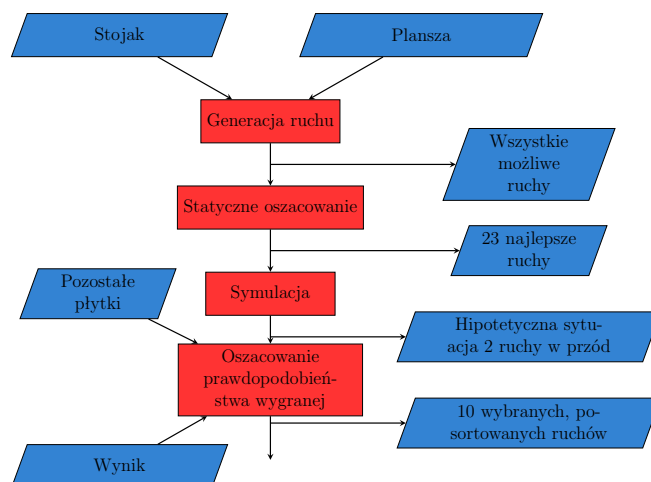 Stojak
Plansza
Generacja ruchu
Wszystkie
możliwe
ruchy
Statyczne oszacowanie
23 najlepsze
ruchy
Pozostałe
płytki
Symulacja
Hipotetyczna sytu-
acja 2 ruchy w przód
Oszacowanie
prawdopodobień-
stwa wygranej
10 wybranych, po-
sortowanych ruchów
Wynik